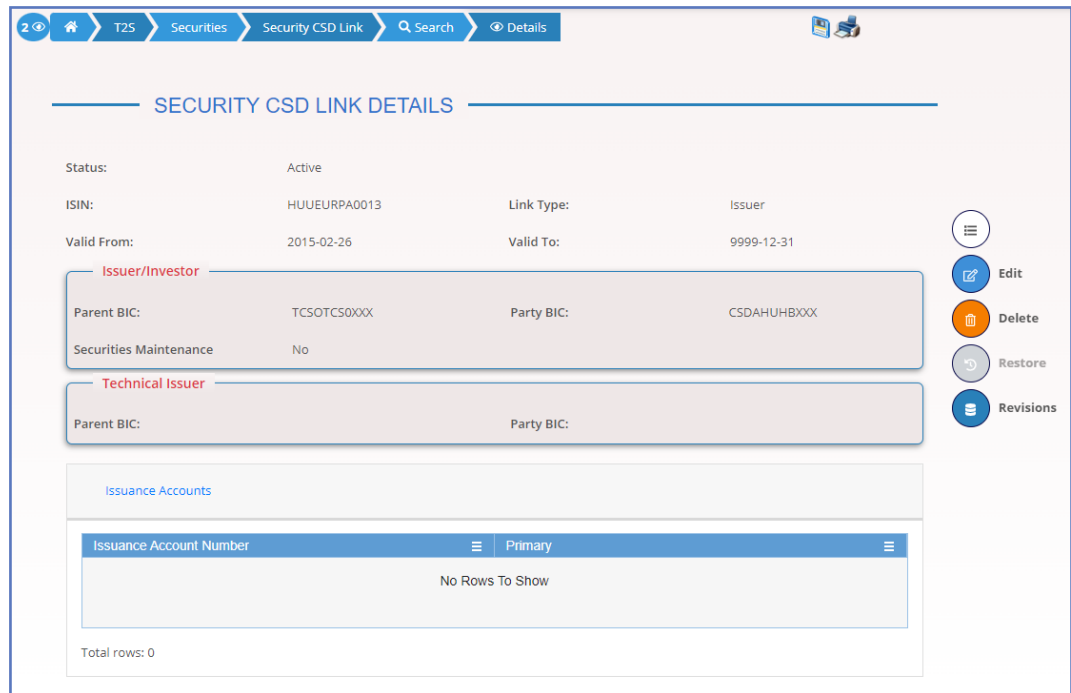 2 T2S Securities Security CSD Link Search Details
SECURITY CSD LINK DETAILS
Status: Active
ISIN: HUUEURPA0013 Link Type: Issuer
Valid From: 2015-02-26 Valid To: 9999-12-31
Issuer/Investor
Parent BIC: TCSOTCS0XXX Party BIC: CSDAHUHBXXX
Securities Maintenance No
Technical Issuer
Parent BIC: Party BIC:
Edit
Delete
Restore
Revisions
Issuance Accounts
Issuance Account Number Primary
No Rows To Show
Total rows: 0